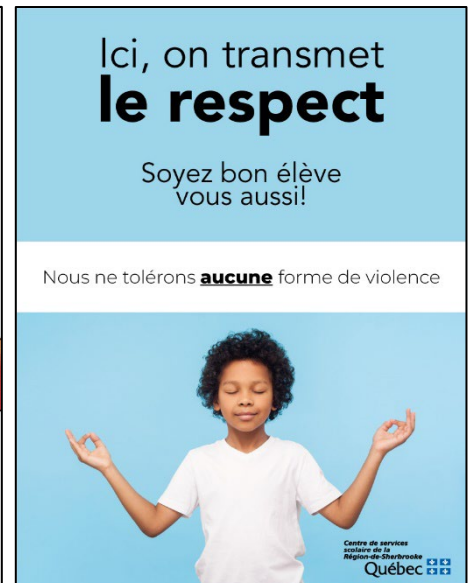 Ici, on transmet
le respect
Soyez bon élève
vous aussi!
Nous ne tolérons aucune forme de violence
Centre de services
scolaire de la
Région-de-Sherbrooke
Québec